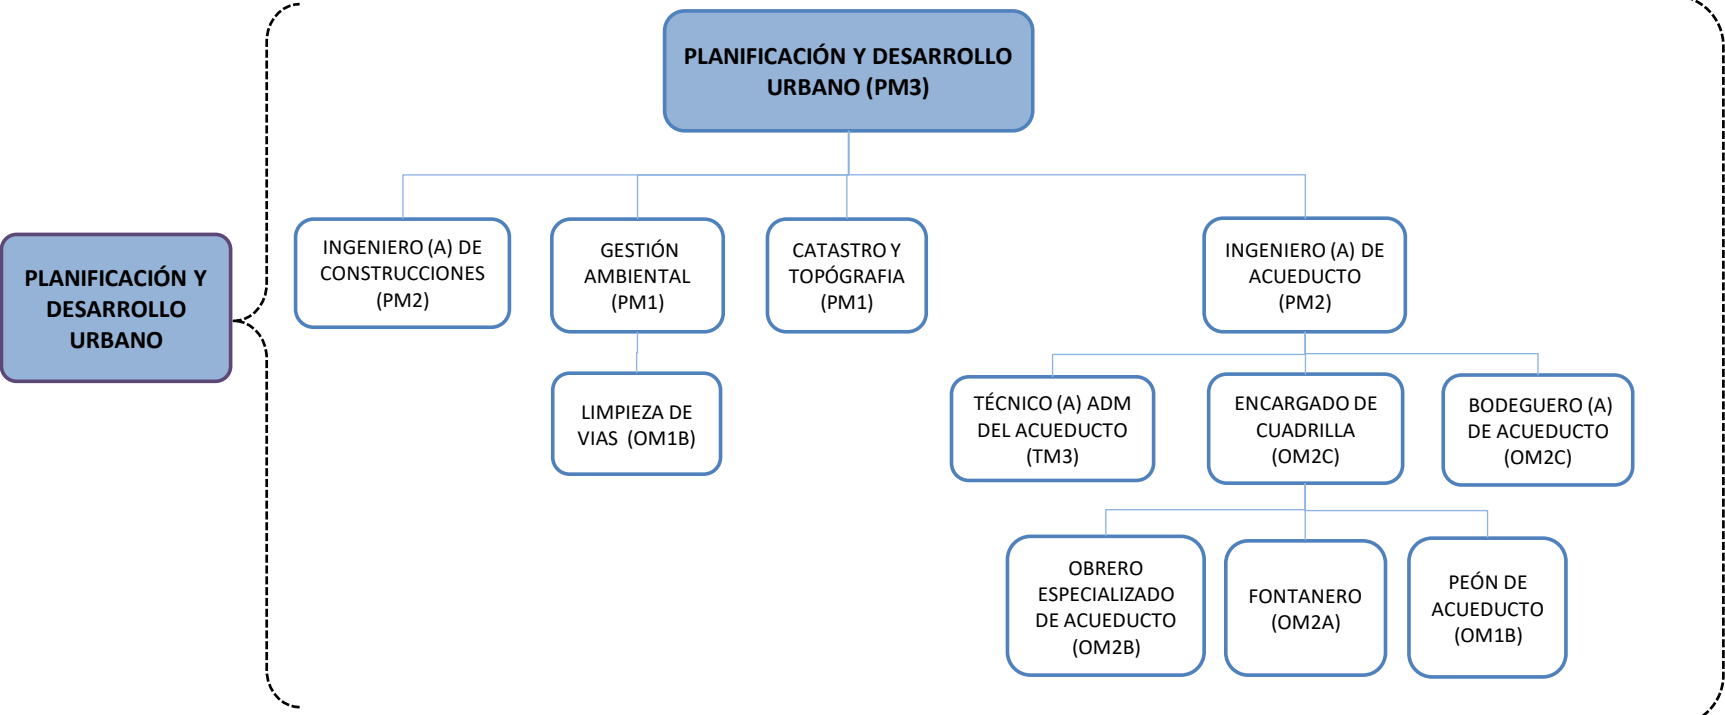 PLANIFICACIÓN Y DESARROLLO
URBANO (PM3)
PLANIFICACIÓN Y
DESARROLLO
URBANO
INGENIERO (A) DE
CONSTRUCCIONES
(PM2)
GESTIÓN
AMBIENTAL
(PM1)
CATASTRO Y
TOPÓGRAFIA
(PM1)
INGENIERO (A) DE
ACUEDUCTO
(PM2)
LIMPIEZA DE
VIAS (OM1B)
TÉCNICO (A) ADM
DEL ACUEDUCTO
(TM3)
ENCARGADO DE
CUADRILLA
(OM2C)
BODEGUERO (A)
DE ACUEDUCTO
(OM2C)
OBRERO
ESPECIALIZADO
DE ACUEDUCTO
(OM2B)
FONTANERO
(OM2A)
PEÓN DE
ACUEDUCTO
(OM1B)